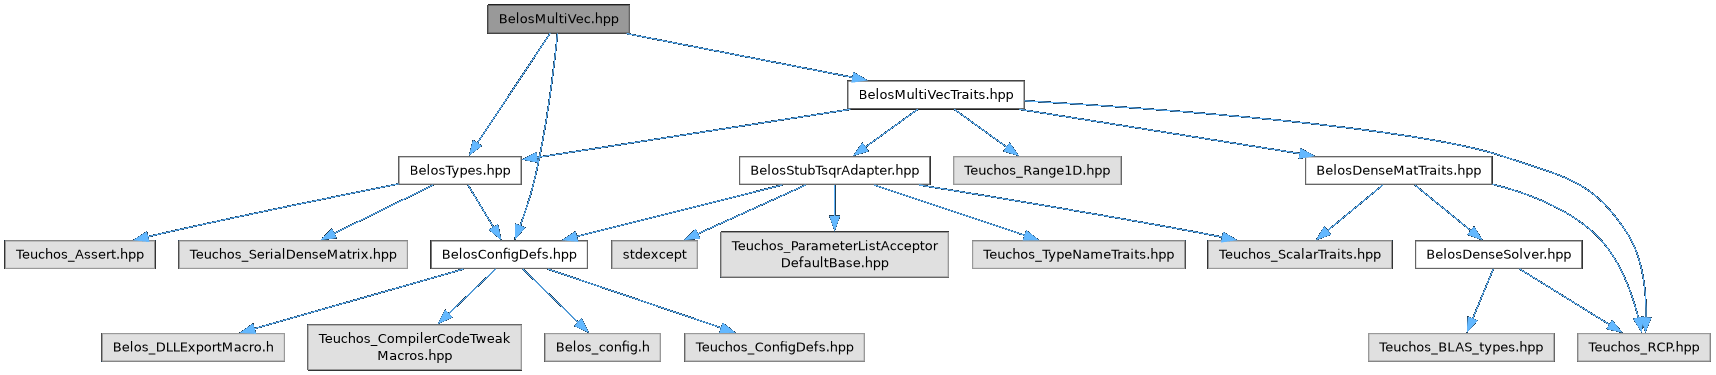 BelosMultiVec.hpp
BelosMultiVecTraits.hpp
BelosTypes.hpp
BelosStubTsqrAdapter.hpp
Teuchos_Range1D.hpp
BelosDenseMatTraits.hpp
Teuchos_Assert.hpp
Teuchos_SerialDenseMatrix.hpp
BelosConfigDefs.hpp
stdexcept
Teuchos_ParameterListAcceptor
DefaultBase.hpp
Teuchos_TypeNameTraits.hpp
Teuchos_ScalarTraits.hpp
BelosDenseSolver.hpp
Belos_DLLExportMacro.h
Teuchos_CompilerCodeTweak
Macros.hpp
Belos_config.h
Teuchos_ConfigDefs.hpp
Teuchos_BLAS_types.hpp
Teuchos_RCP.hpp